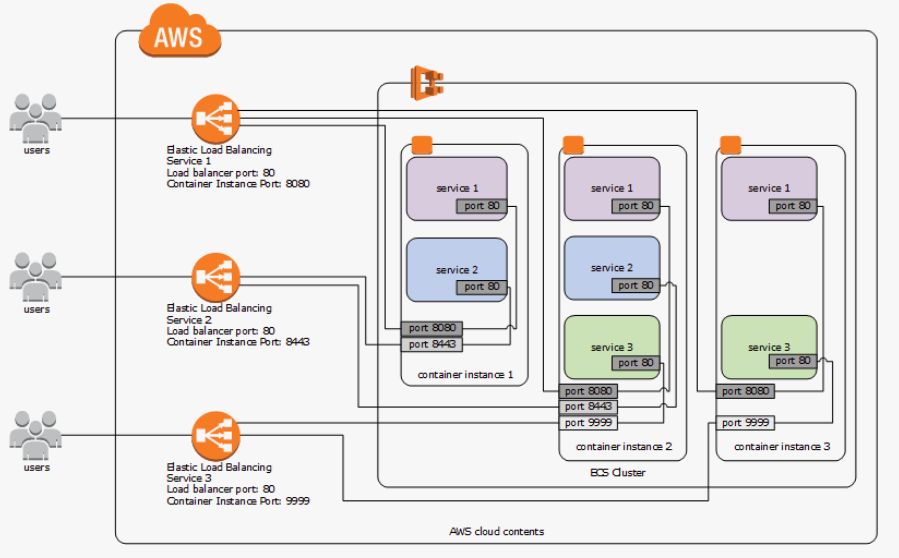 AWS
users
Elastic Load Balancing
Service 1
Load balancer port: 80
Container Instance Port: 8080
service 1
port 80
service 2
port 80
port 8080
port 8443
container instance 1
service 1
port 80
service 2
port 80
service 3
port 80
port 8080
port 8443
port 9999
container instance 2
service 1
port 80
service 3
port 80
port 8080
port 9999
container instance 3
ECS Cluster
users
Elastic Load Balancing
Service 2
Load balancer port: 80
Container Instance Port: 8443
users
Elastic Load Balancing
Service 3
Load balancer port: 80
Container Instance Port: 9999
AWS cloud contents